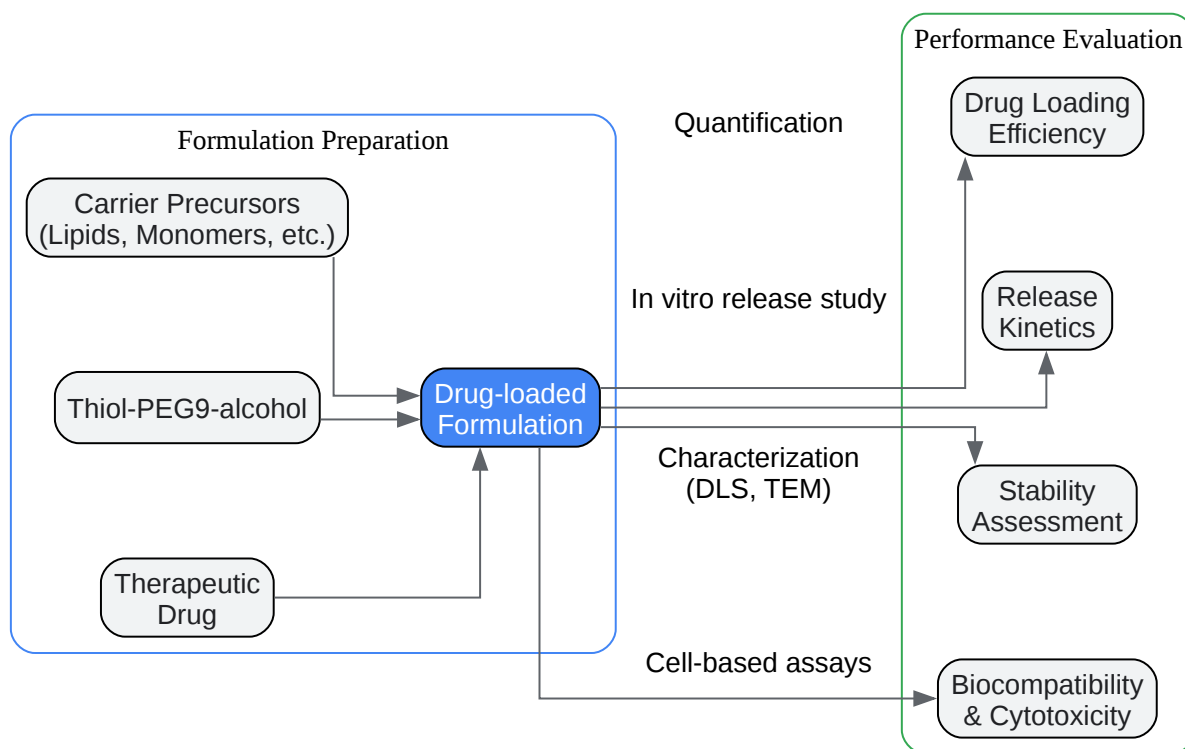 Performance Evaluation
Formulation Preparation
Quantification
Drug Loading
Efficiency
Carrier Precursors
(Lipids, Monomers, etc.)
In vitro release study
Release
Kinetics
Thiol-PEG9-alcohol
Drug-loaded
Formulation
Characterization
(DLS, TEM)
Stability
Assessment
Therapeutic
Drug
Cell-based assays
Biocompatibility
& Cytotoxicity